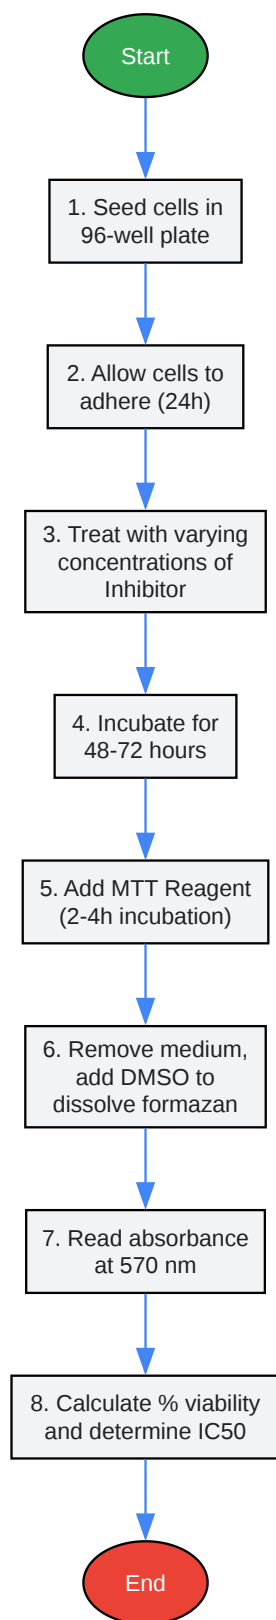 Start
1. Seed cells in
96-well plate
2. Allow cells to
adhere (24h)
3. Treat with varying
concentrations of
Inhibitor
4. Incubate for
48-72 hours
5. Add MTT Reagent
(2-4h incubation)
6. Remove medium,
add DMSO to
dissolve formazan
7. Read absorbance
at 570 nm
8. Calculate % viability
and determine IC50
End